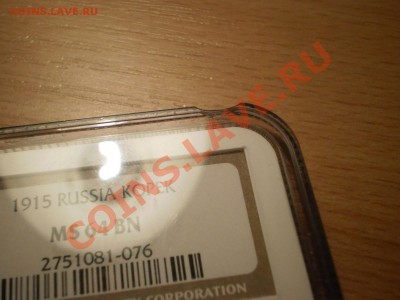 COINS.LAVE.RU
COINS.LAVE.RU
1915 RUSSIA KOPEK
MS 64 BN
2751081-076
CORPORATION